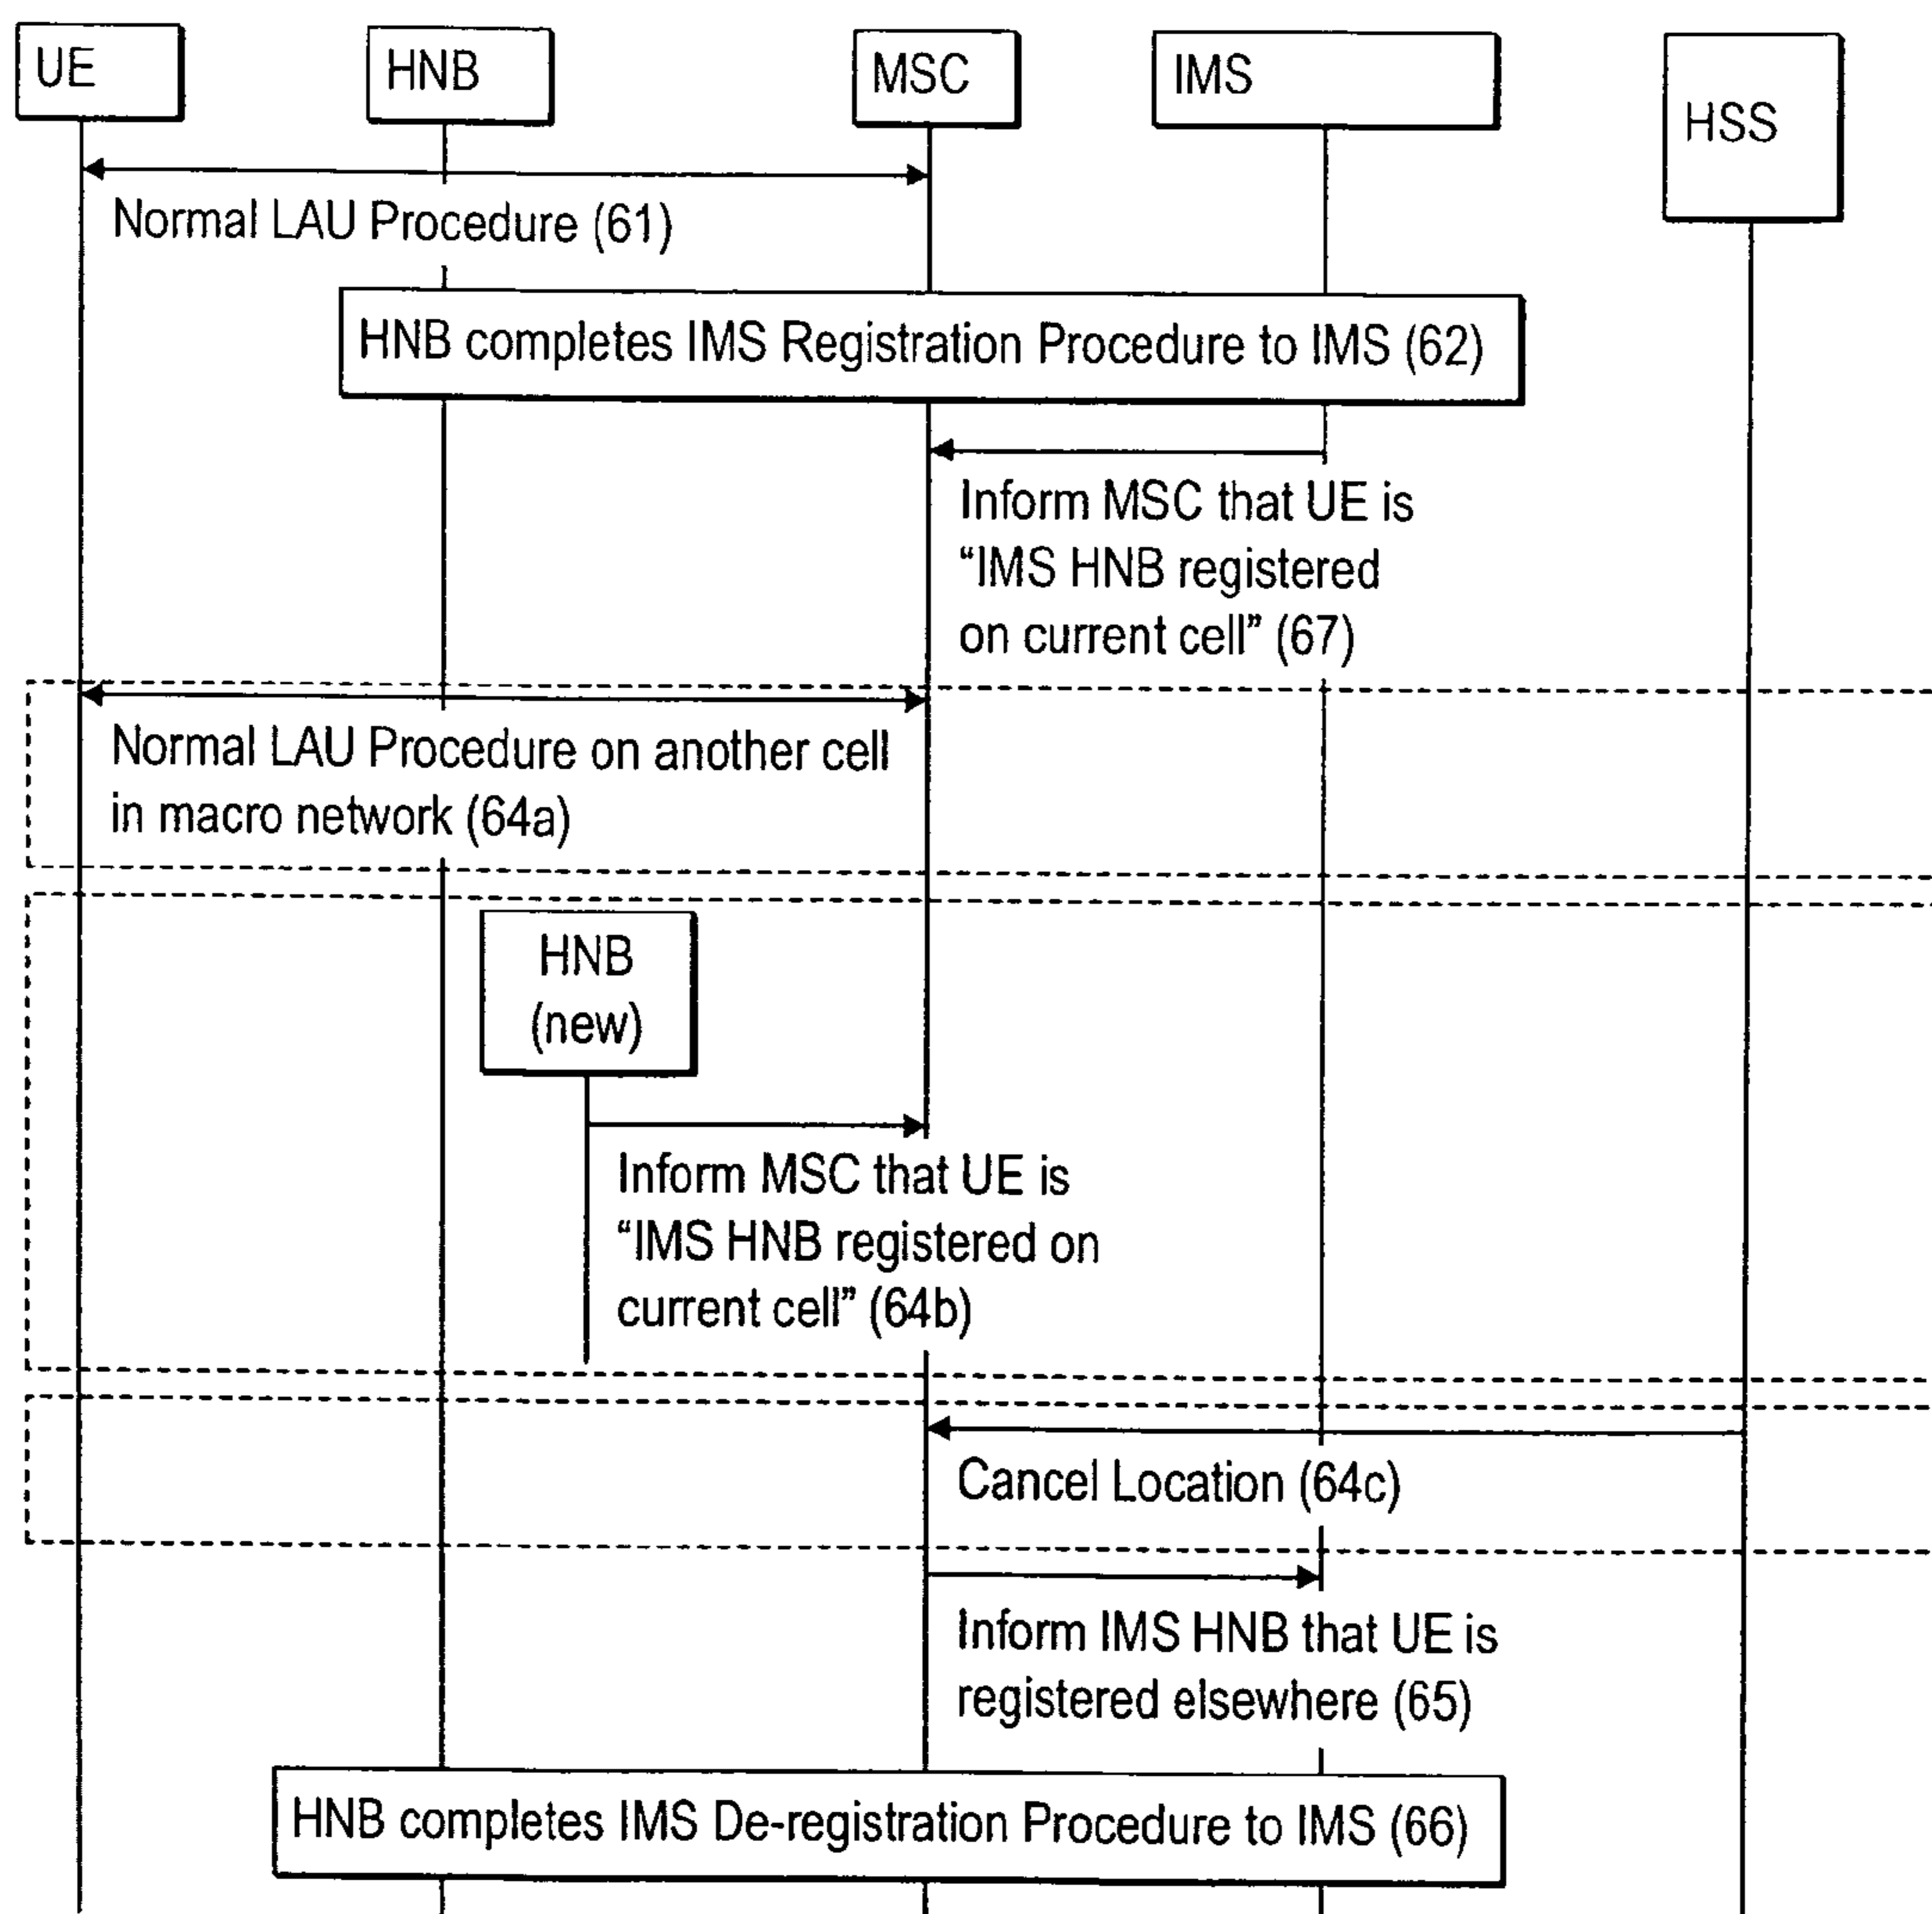 UE
HNB
MSC
IMS
HSS
Normal LAU Procedure (61)
HNB completes IMS Registration Procedure to IMS (62)
Inform MSC that UE is
“IMS HNB registered
on current cell” (67)
Normal LAU Procedure on another cell
in macro network (64a)
HNB
(new)
Inform MSC that UE is
“IMS HNB registered on
current cell” (64b)
Cancel Location (64c)
Inform IMS HNB that UE is
registered elsewhere (65)
HNB completes IMS De-registration Procedure to IMS (66)